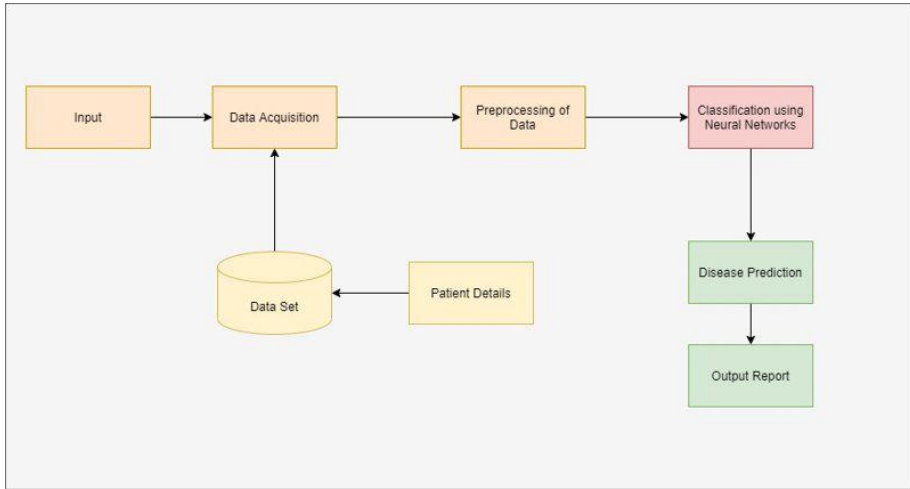 Input
Data Acquisition
Preprocessing of
Data
Classification using
Neural Networks
Data Set
Patient Details
Disease Prediction
Output Report